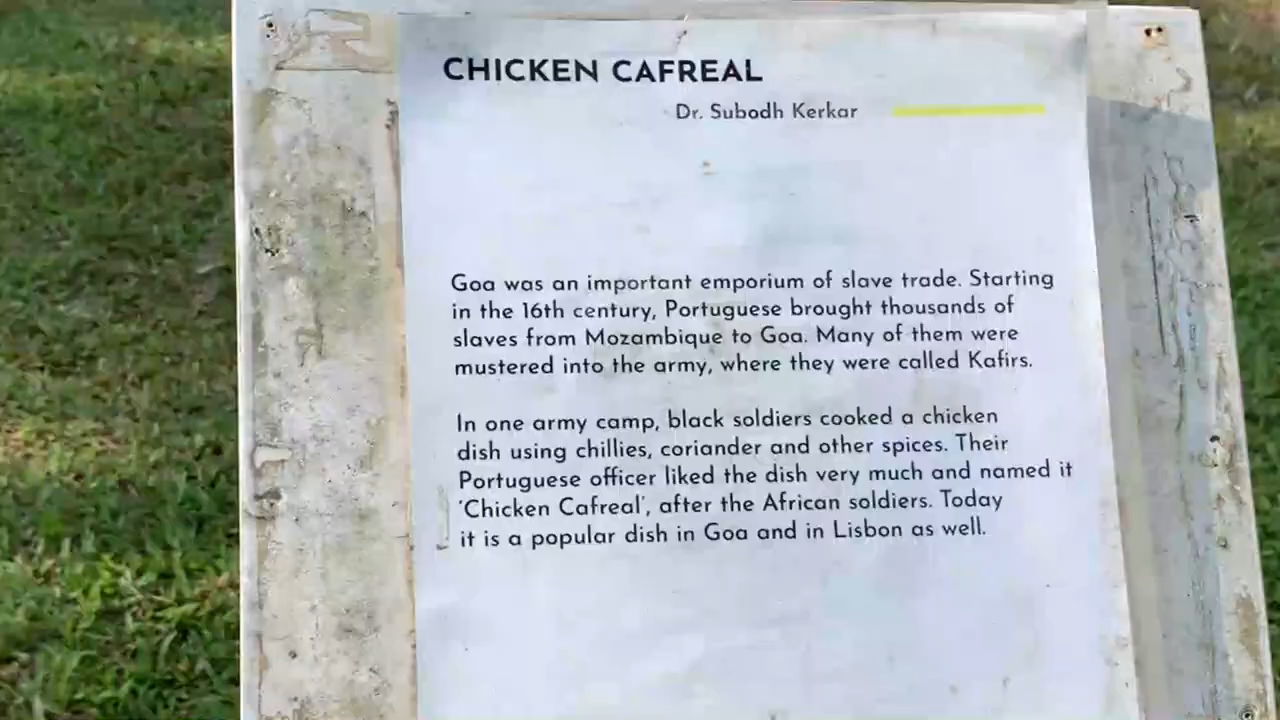 CHICKEN CAFREAL
Dr. Subodh Kerkar
Goa was an important emporium of slave trade. Starting
in the 16th century, Portuguese brought thousands of
slaves from Mozambique to Goa. Many of them were
mustered into the army, where they were called Kafirs.
In one army camp, black soldiers cooked a chicken
dish using chillies, coriander and other spices. Their
Portuguese officer liked the dish very much and named it
‘Chicken Cafreal’, after the African soldiers. Today
it is a popular dish in Goa and in Lisbon as well.